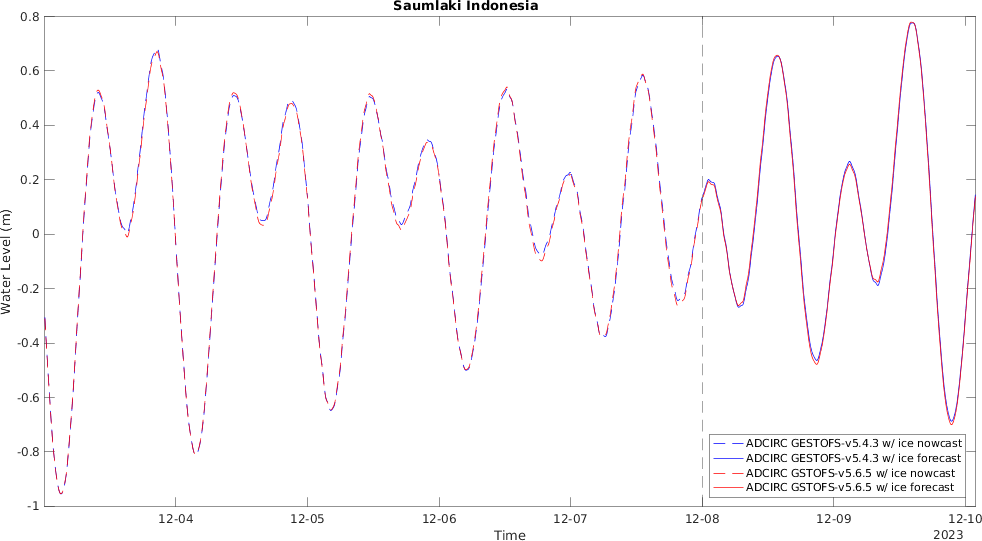 Saumlaki Indonesia
0.8
0.6
0.4
0.2
0
-0.2
-0.4
-0.6
-0.8
-1
Water Level (m)
ADCIRC GESTOFS-v5.4.3 w/ ice nowcast
ADCIRC GESTOFS-v5.4.3 w/ ice forecast
ADCIRC GSTOFS-v5.6.5 w/ ice nowcast
ADCIRC GSTOFS-v5.6.5 w/ ice forecast
12-04 12-05 12-06 12-07 12-08 12-09 12-10
Time
2023